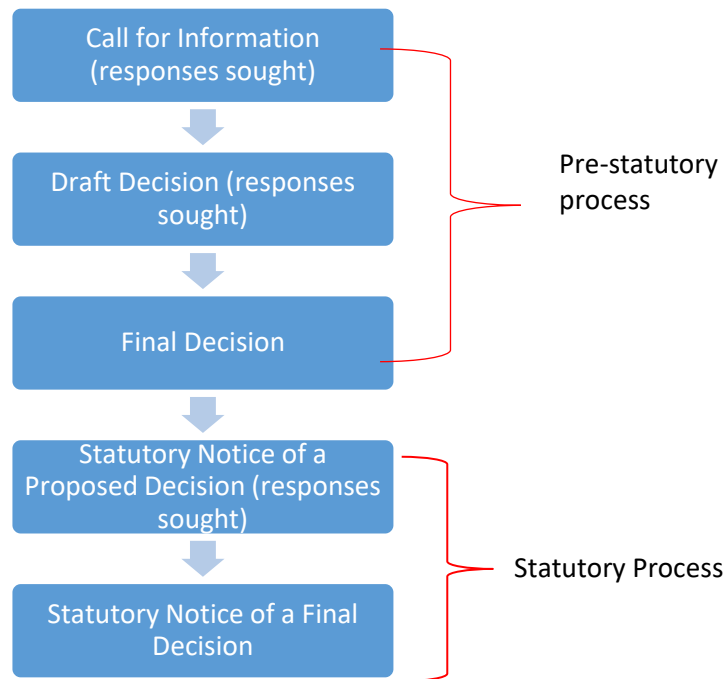 Call for Information
(responses sought)
Draft Decision (responses
sought)
Final Decision
Pre-statutory
process
Statutory Notice of a
Proposed Decision (responses
sought)
Statutory Notice of a Final
Decision
Statutory Process